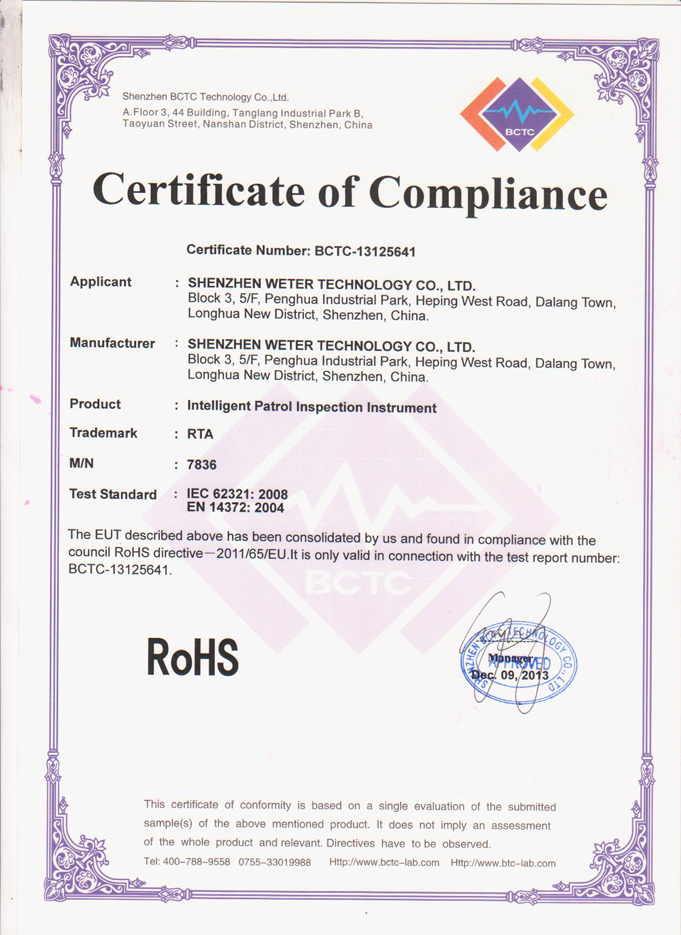 Shenzhen BCTC Technology Co.,Ltd.
A.Floor 3, 44 Building, Tanglang Industrial Park B,
Taoyuan Street, Nanshan District, Shenzhen, China
BCTC
Certificate of Compliance
Certificate Number: BCTC-13125641
Applicant : SHENZHEN WETER TECHNOLOGY CO., LTD.
Block 3, 5/F, Penghua Industrial Park, Heping West Road, Dalang Town,
Longhua New District, Shenzhen, China.
Manufacturer : SHENZHEN WETER TECHNOLOGY CO., LTD.
Block 3, 5/F, Penghua Industrial Park, Heping West Road, Dalang Town,
Longhua New District, Shenzhen, China.
Product : Intelligent Patrol Inspection Instrument
Trademark : RTA
M/N : 7836
Test Standard : IEC 62321: 2008
EN 14372: 2004
The EUT described above has been consolidated by us and found in compliance with the
council RoHS directive—2011/65/EU.It is only valid in connection with the test report number:
BCTC-13125641.
BCTC
RoHS
SHENZHEN BCTC TECHNOLOGY CO.,LTD
Manager
APPROVED
Dec. 09, 2013
This certificate of conformity is based on a single evaluation of the submitted
sample(s) of the above mentioned product. It does not imply an assessment
of the whole product and relevant. Directives have to be observed.
Tel: 400-788-9558 0755-33019988 Http://www.bctc-lab.com Http://www.btc-lab.com